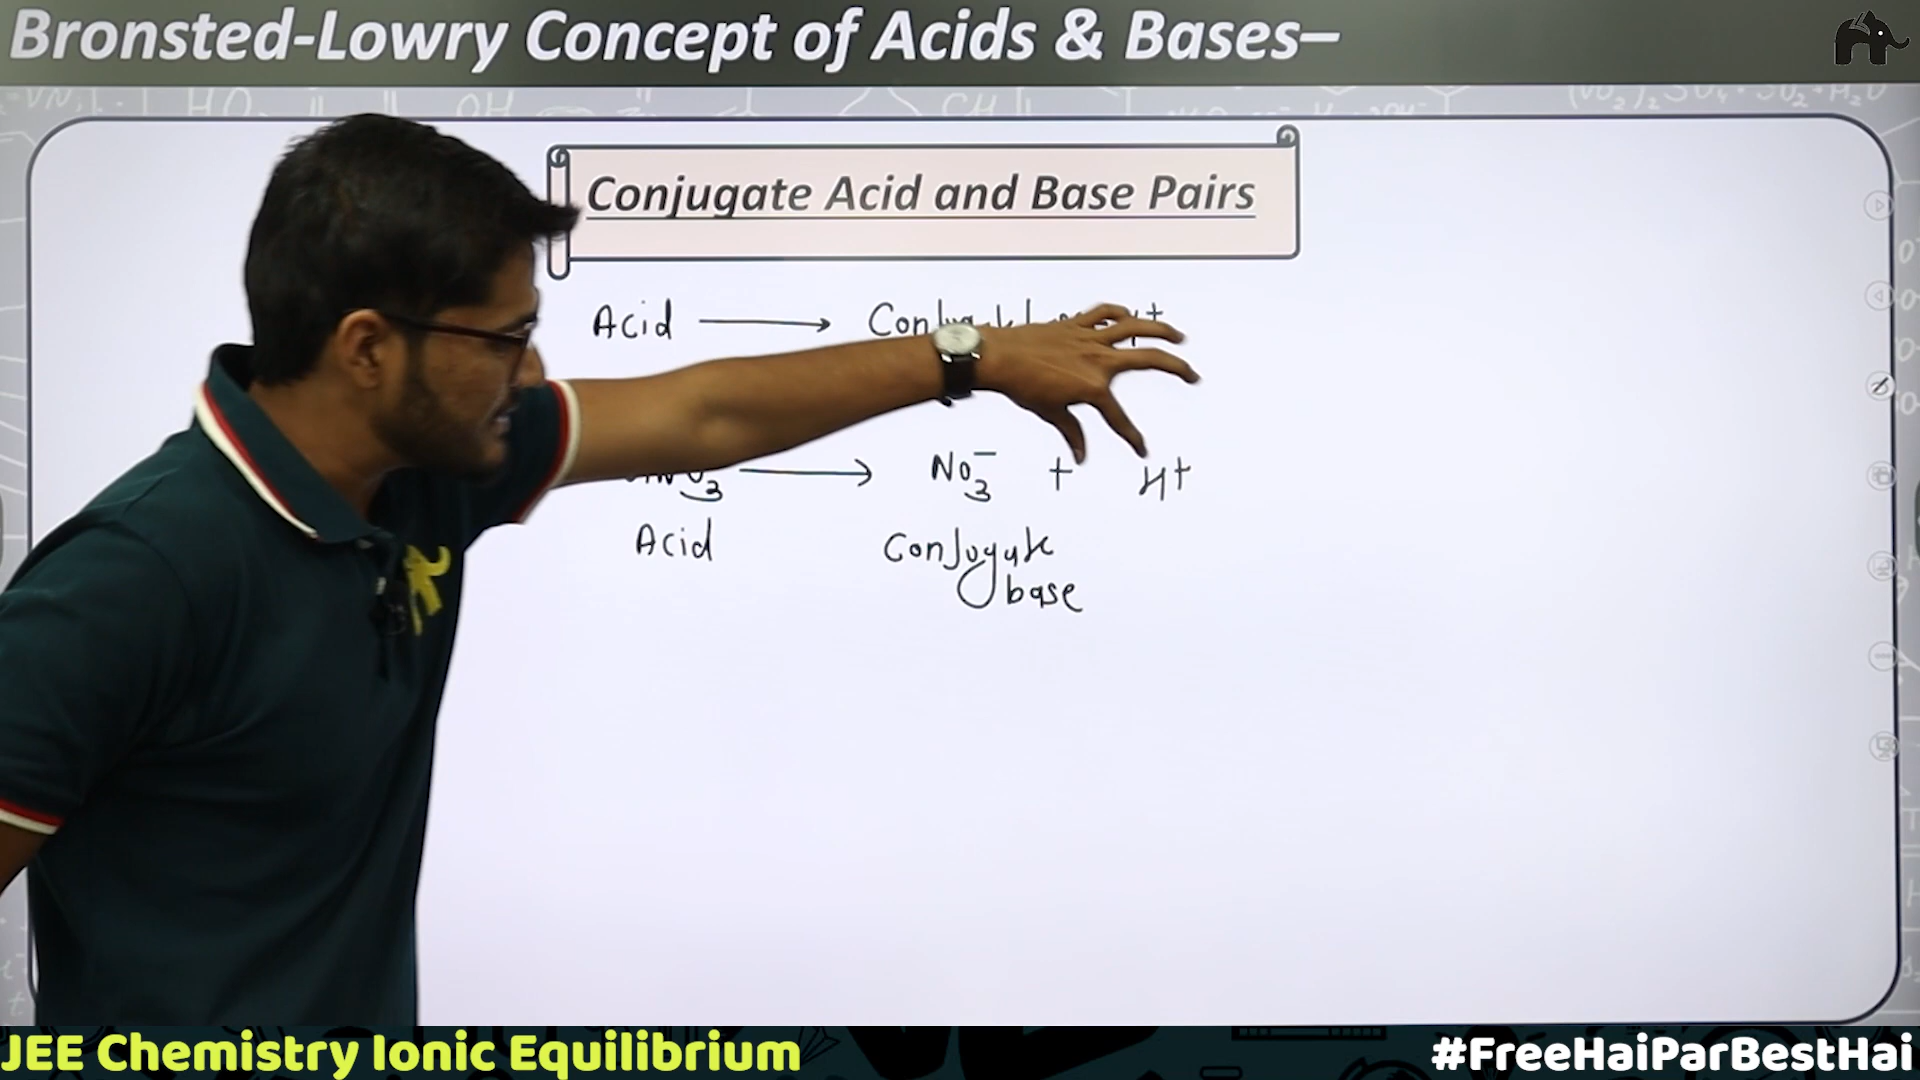 Bronsted-Lowry Concept of Acids & Bases–
Conjugate Acid and Base Pairs
Acid ⟶
NO₃⁻ + H⁺
Acid Conjugate
base
JEE Chemistry Ionic Equilibrium
#FreeHaiParBestHai